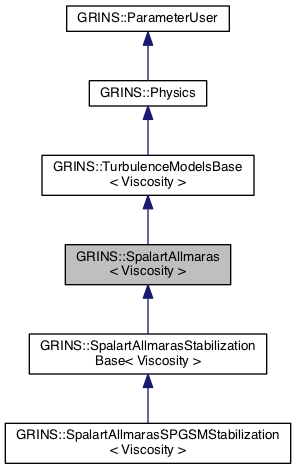 GRINS::ParameterUser
GRINS::Physics
GRINS::TurbulenceModelsBase
< Viscosity >
GRINS::SpalartAllmaras
< Viscosity >
GRINS::SpalartAllmarasStabilization
Base< Viscosity >
GRINS::SpalartAllmarasSPGSMStabilization
< Viscosity >